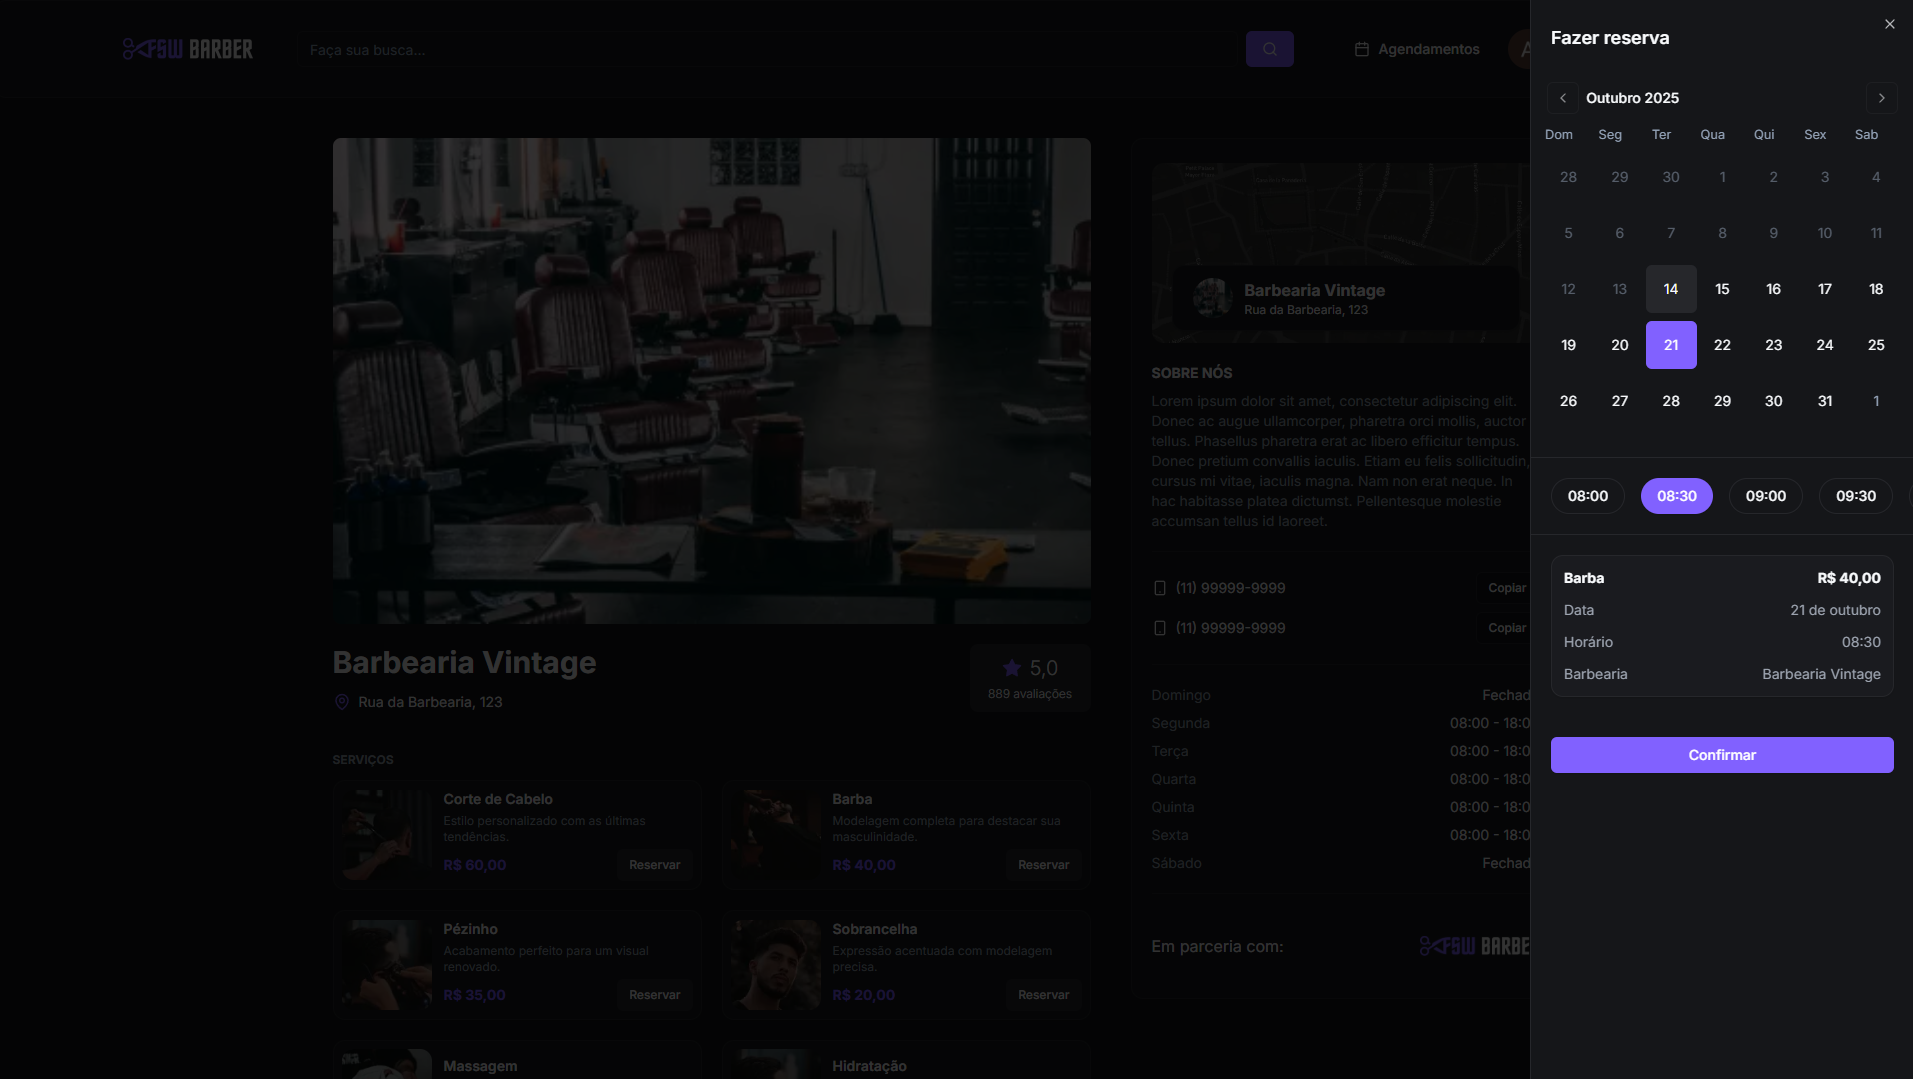 FSW BARBER
Faça sua busca...
Agendamentos
A
Barbearia Vintage
Rua da Barbearia, 123
SOBRE NÓS
Lorem ipsum dolor sit amet, consectetur adipiscing elit.
Donec ac augue ullamcorper, pharetra orci mollis, auctor
tellus. Phasellus pharetra erat ac libero efficitur tempus.
Donec pretium convallis iaculis. Etiam eu felis sollicitudin,
cursus mi vitae, iaculis magna. Nam non erat neque. In
hac habitasse platea dictumst. Pellentesque molestie
accumsan tellus id laoreet.
(11) 99999-9999 Copiar
(11) 99999-9999 Copiar
Domingo Fechad
Segunda 08:00 - 18:0
Terça 08:00 - 18:0
Quarta 08:00 - 18:0
Quinta 08:00 - 18:0
Sexta 08:00 - 18:0
Sábado Fechad
Em parceria com: FSW BARBE
Barbearia Vintage
Rua da Barbearia, 123
5,0
889 avaliações
SERVIÇOS
Corte de Cabelo
Estilo personalizado com as últimas
tendências.
R$ 60,00 Reservar
Barba
Modelagem completa para destacar sua
masculinidade.
R$ 40,00 Reservar
Pézinho
Acabamento perfeito para um visual
renovado.
R$ 35,00 Reservar
Sobrancelha
Expressão acentuada com modelagem
precisa.
R$ 20,00 Reservar
Massagem
Hidratação
Fazer reserva
Outubro 2025
Dom Seg Ter Qua Qui Sex Sab
28 29 30 1 2 3 4
5 6 7 8 9 10 11
12 13 14 15 16 17 18
19 20 21 22 23 24 25
26 27 28 29 30 31 1
08:00 08:30 09:00 09:30
Barba R$ 40,00
Data 21 de outubro
Horário 08:30
Barbearia Barbearia Vintage
Confirmar